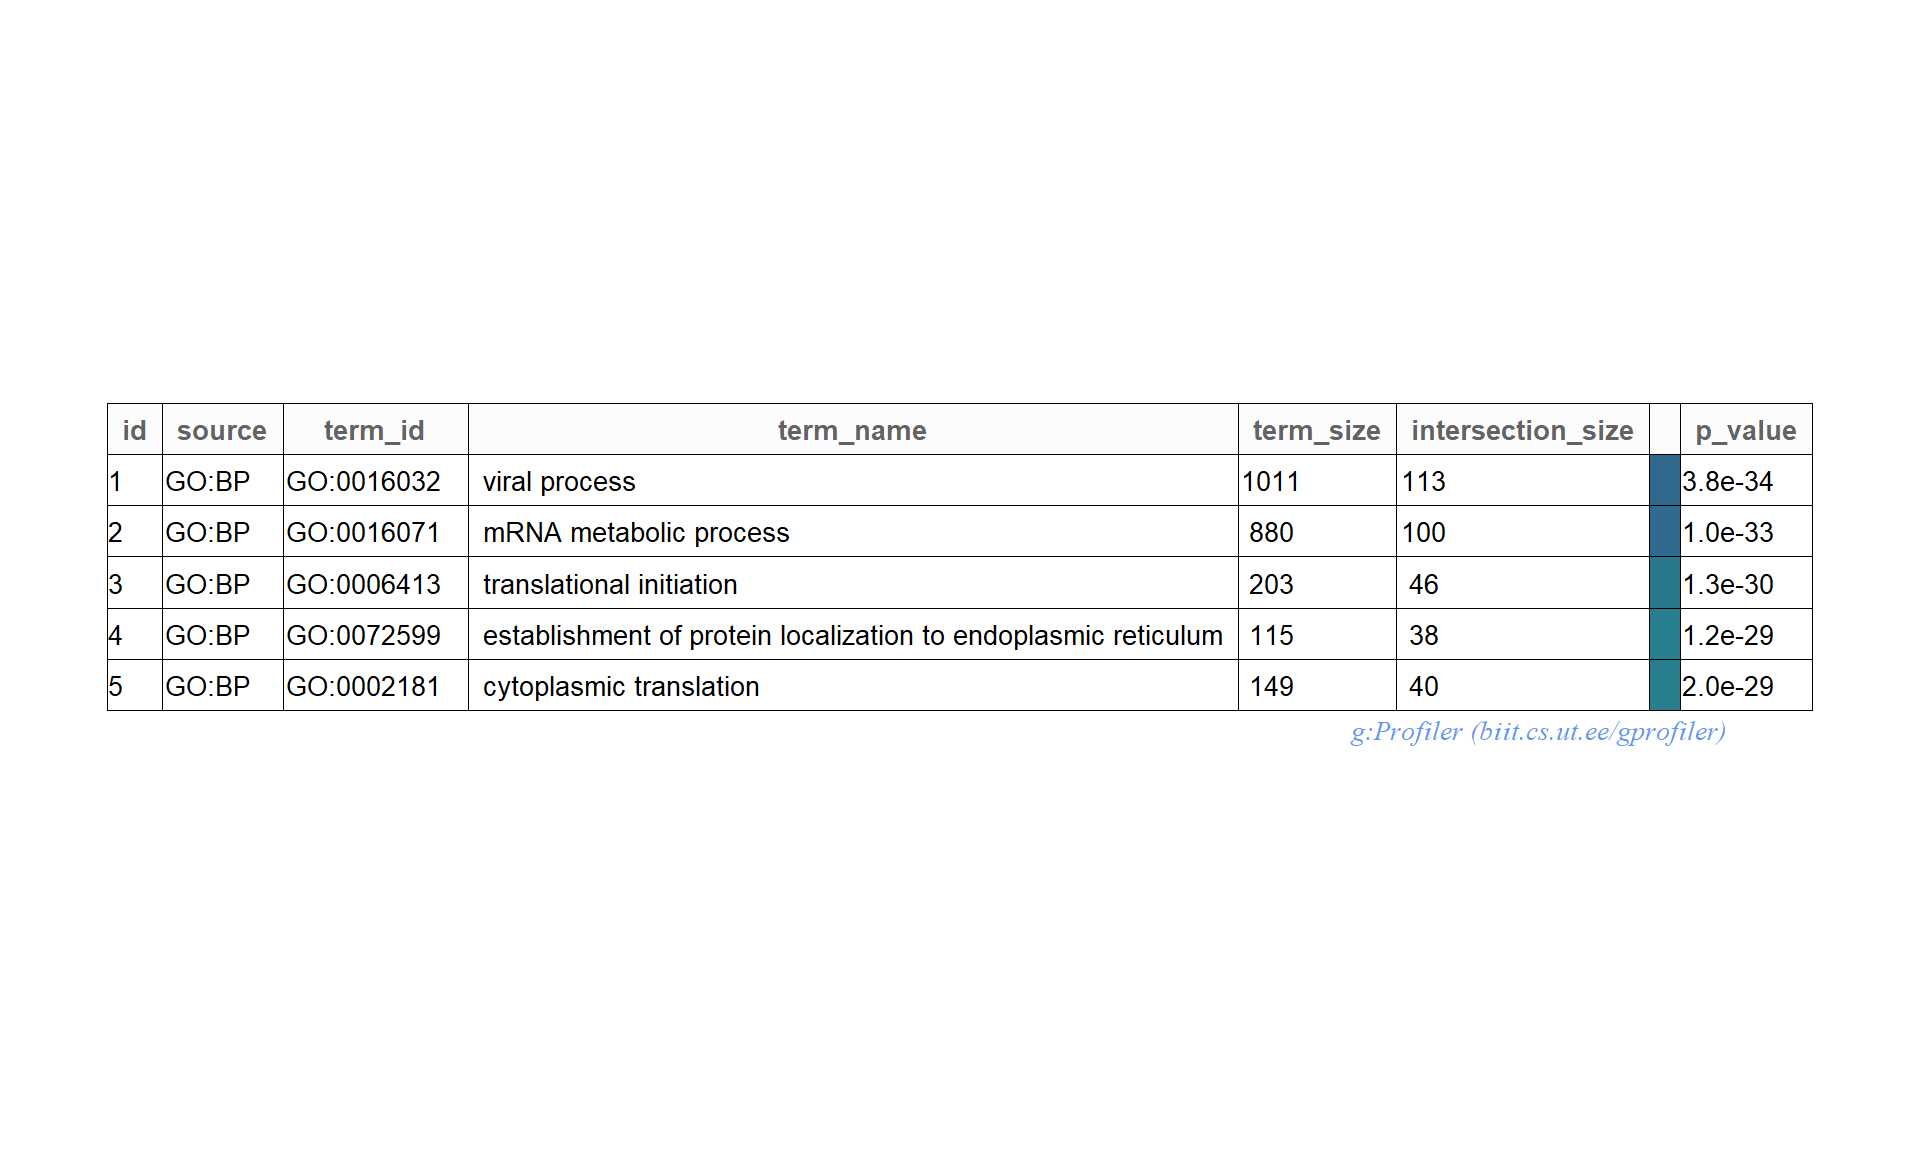 id source term_id term_name term_size intersection_size p_value
1 GO:BP GO:0016032 viral process 1011 113 3.8e-34
2 GO:BP GO:0016071 mRNA metabolic process 880 100 1.0e-33
3 GO:BP GO:0006413 translational initiation 203 46 1.3e-30
4 GO:BP GO:0072599 establishment of protein localization to endoplasmic reticulum 115 38 1.2e-29
5 GO:BP GO:0002181 cytoplasmic translation 149 40 2.0e-29
g:Profiler (biit.cs.ut.ee/gprofiler)